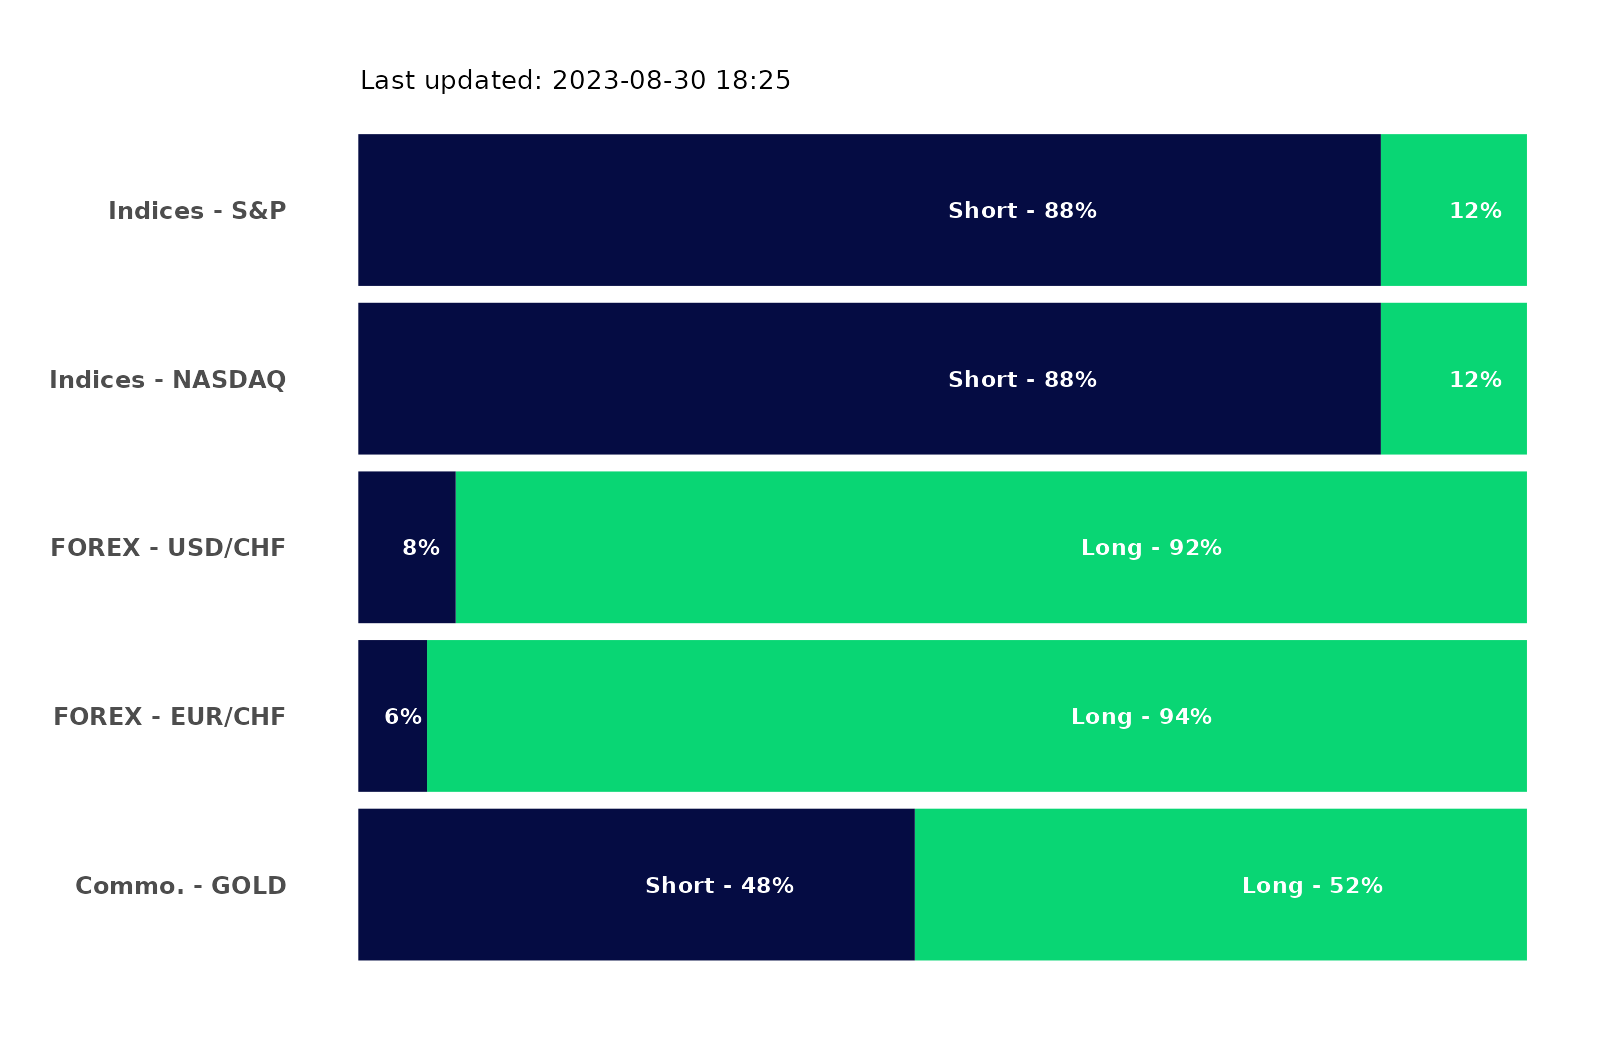 Last updated: 2023-08-30 18:25
Indices - S&P Short - 88% 12%
Indices - NASDAQ Short - 88% 12%
FOREX - USD/CHF 8% Long - 92%
FOREX - EUR/CHF 6% Long - 94%
Commo. - GOLD Short - 48% Long - 52%